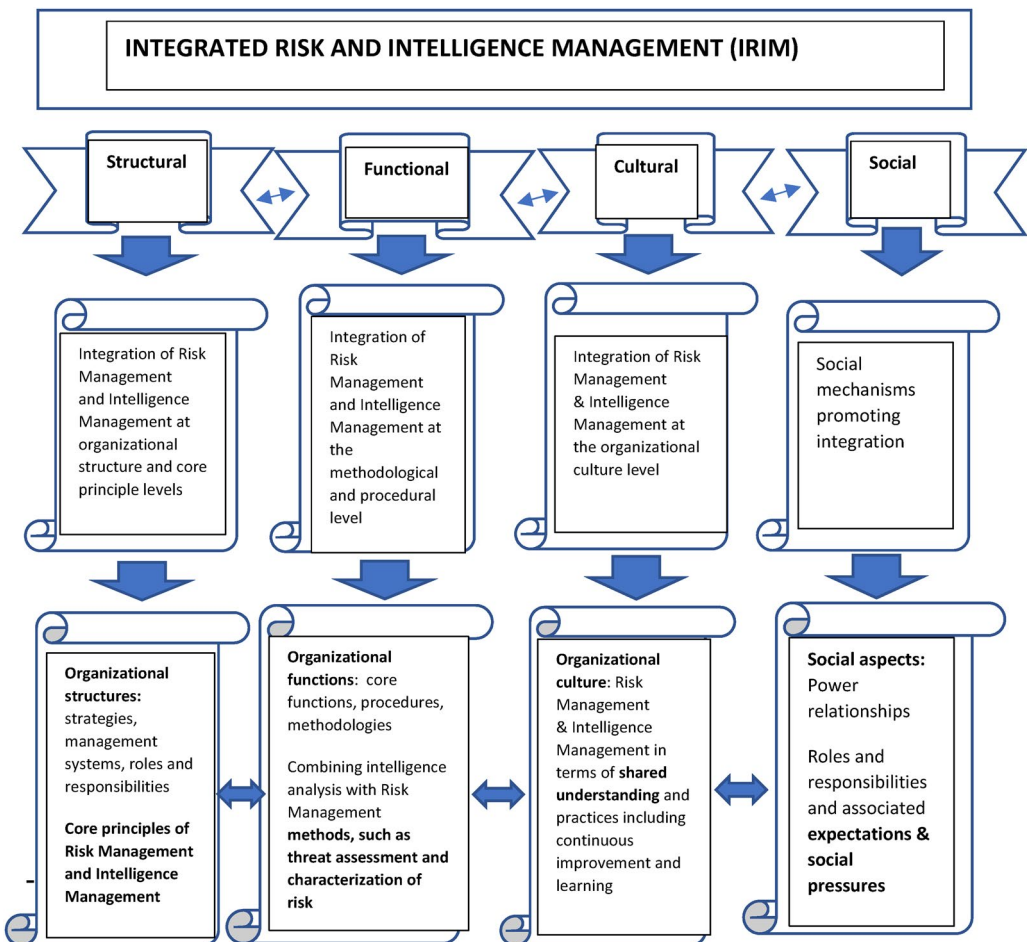 INTEGRATED RISK AND INTELLIGENCE MANAGEMENT (IRIM)
Structural
Functional
Cultural
Social
Integration of Risk
Management
and Intelligence
Management at
organizational
structure and core
principle levels
Integration of
Risk
Management
and Intelligence
Management at
the
methodological
and procedural
level
Integration of Risk
Management
& Intelligence
Management at
the organizational
culture level
Social
mechanisms
promoting
integration
Organizational
structures:
strategies,
management
systems, roles and
responsibilities
Core principles of
Risk Management
and Intelligence
Management
Organizational
functions: core
functions, procedures,
methodologies
Combining intelligence
analysis with Risk
Management
methods, such as
threat assessment and
characterization of
risk
Organizational
culture: Risk
Management
& Intelligence
Management in
terms of shared
understanding and
practices including
continuous
improvement and
learning
Social aspects:
Power
relationships
Roles and
responsibilities
and associated
expectations &
social
pressures